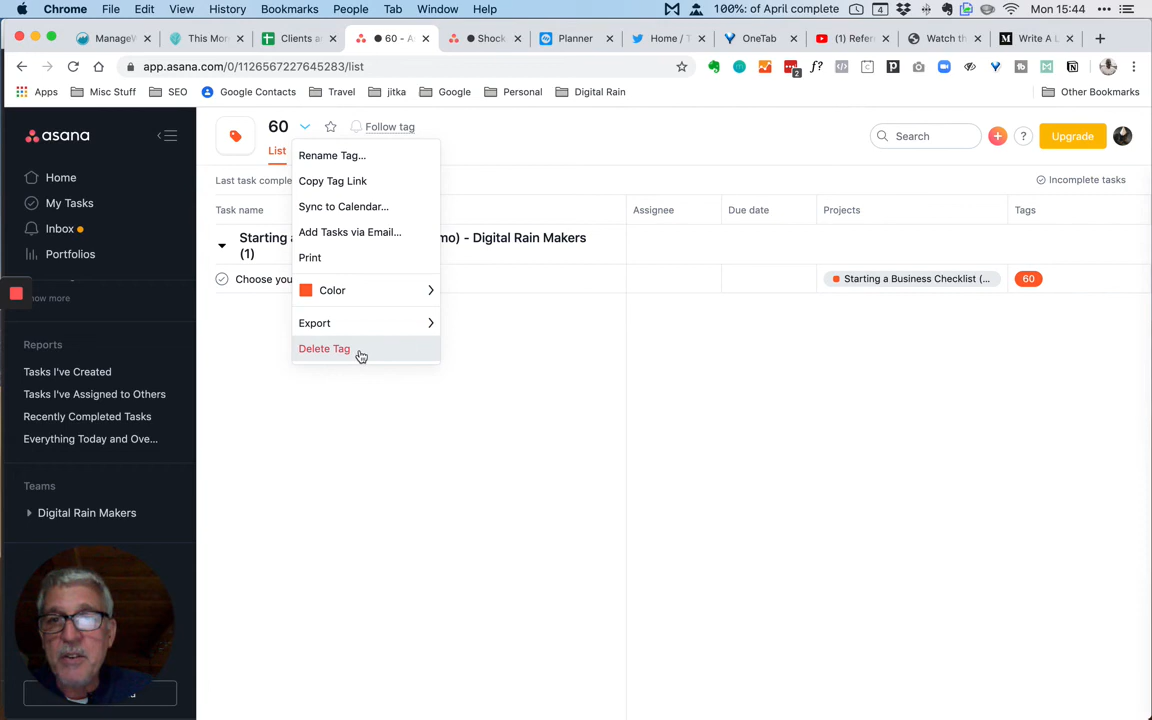 Chrome File Edit View History Bookmarks People Tab Window Help 100%: of April complete 4 Mon 15:44
ManageW
This Mon
Clients a
60 - A
Shock
Planner
Home / T
OneTab
(1) Refer
Watch th
Write A L
app.asana.com/0/1126567227645283/list
Apps Misc Stuff SEO Google Contacts Travel jitka Google Personal Digital Rain Other Bookmarks
asana
Home
My Tasks
Inbox
Portfolios
how more
Reports
Tasks I've Created
Tasks I've Assigned to Others
Recently Completed Tasks
Everything Today and Ove...
Teams
Digital Rain Makers
60 Follow tag
List
Search
?
Upgrade
Last task comple
Incomplete tasks
Task name Assignee Due date Projects Tags
Starting mo) - Digital Rain Makers
(1)
Choose you Starting a Business Checklist (... 60
Rename Tag...
Copy Tag Link
Sync to Calendar...
Add Tasks via Email...
Print
Color
Export
Delete Tag